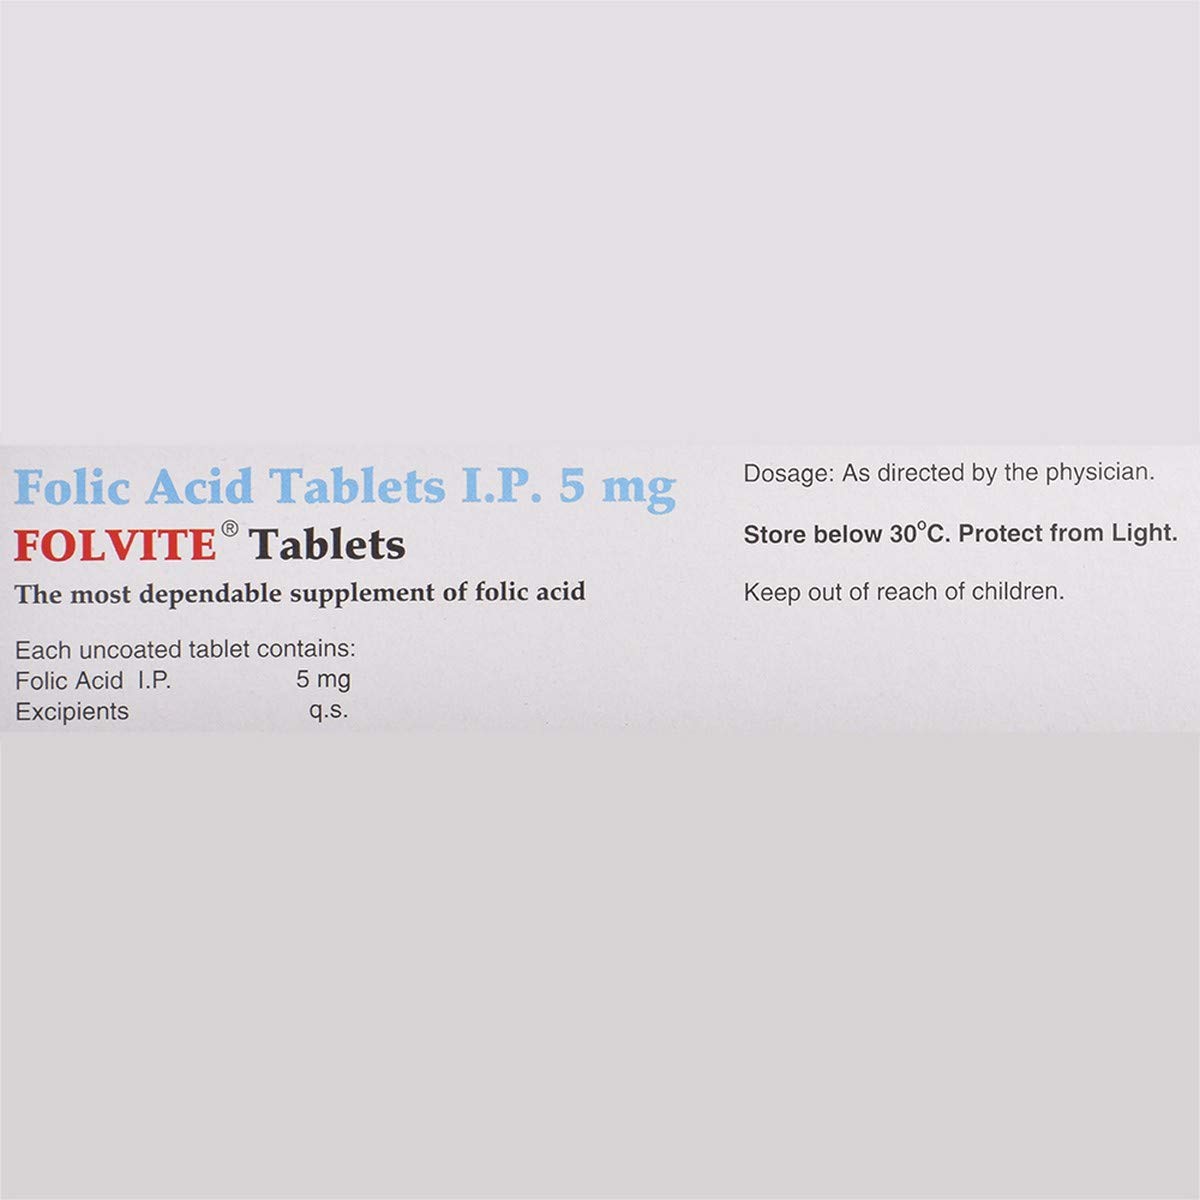 Folic Acid Tablets I.P. 5 mg
FOLVITE® Tablets
The most dependable supplement of folic acid
Each uncoated tablet contains:
Folic Acid I.P. 5 mg
Excipients q.s.
Dosage: As directed by the physician.
Store below 30°C. Protect from Light.
Keep out of reach of children.